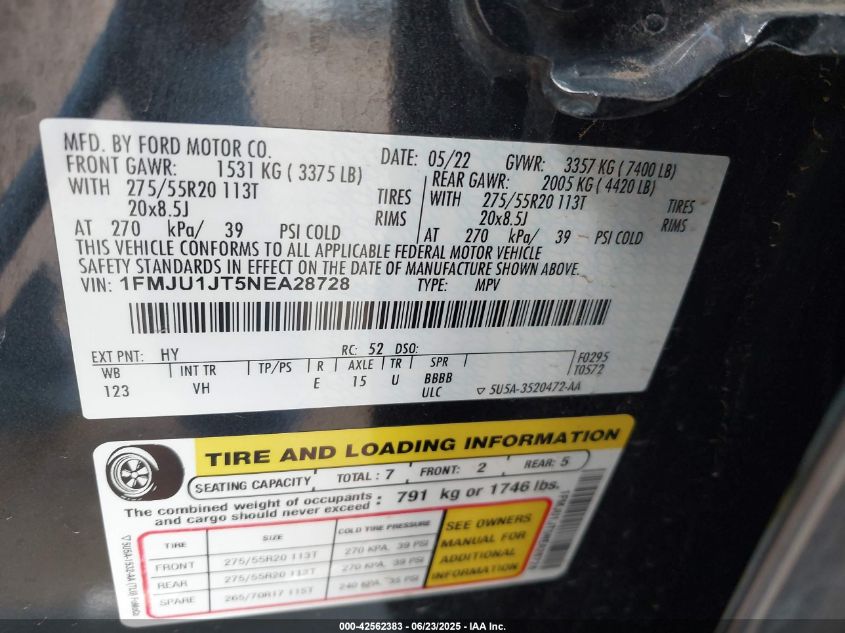 MFD. BY FORD MOTOR CO.
DATE: 05/22 GVWR: 3357 KG ( 7400 LB)
FRONT GAWR: 1531 KG ( 3375 LB)
WITH 275/55R20 113T TIRES
20x8.5J RIMS
AT 270 kPa/ 39 PSI COLD
REAR GAWR: 2005 KG ( 4420 LB)
WITH 275/55R20 113T TIRES
20x8.5J RIMS
AT 270 kPa/ 39 PSI COLD
THIS VEHICLE CONFORMS TO ALL APPLICABLE FEDERAL MOTOR VEHICLE
SAFETY STANDARDS IN EFFECT ON THE DATE OF MANUFACTURE SHOWN ABOVE.
VIN: 1FMJU1JT5NEA28728 TYPE: MPV
EXT PNT: HY RC: 52 DSO:
WB INT TR TP/PS R AXLE TR SPR
123 VH E 15 U BBBB
ULC
F0295
T0572
5U5A-3520472-AA
TIRE AND LOADING INFORMATION
SEATING CAPACITY TOTAL : 7 FRONT: 2 REAR: 5
The combined weight of occupants
and cargo should never exceed : 791 kg or 1746 lbs.
TIRE SIZE COLD TIRE PRESSURE
FRONT 275/55R20 113T 270 KPA, 39 PSI
REAR 275/55R20 113T 270 KPA, 39 PSI
SPARE 265/70R17 115T 240 KPA, 35 PSI
SEE OWNERS
MANUAL FOR
ADDITIONAL
INFORMATION
000-42562383 - 06/23/2025 - IAA Inc.